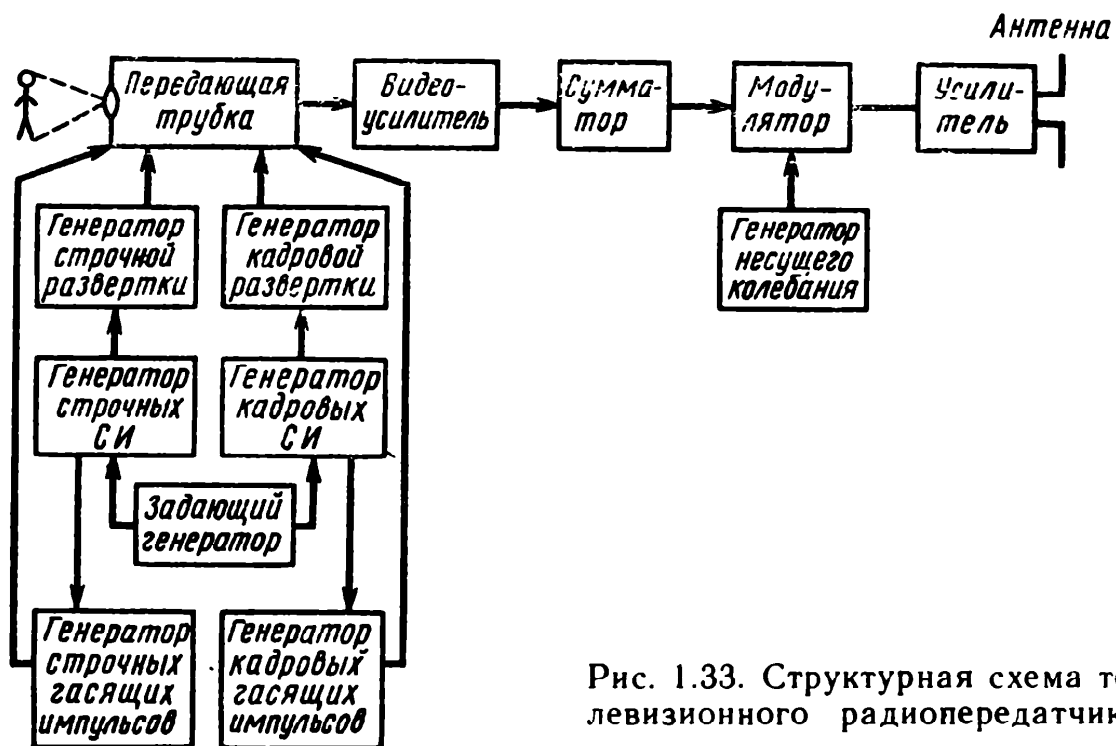 Антенна
Передающая
трубка
Видео-
усилитель
Сумма-
тор
Моду-
лятор
Усили-
тель
Генератор
строчной
развертки
Генератор
кадровой
развертки
Генератор
несущего
колебания
Генератор
строчных
СИ
Генератор
кадровых
СИ
Задающий
генератор
Генератор
строчных
гасящих
импульсов
Генератор
кадровых
гасящих
импульсов
Рис. 1.33. Структурная схема те
левизионного радиопередатчик